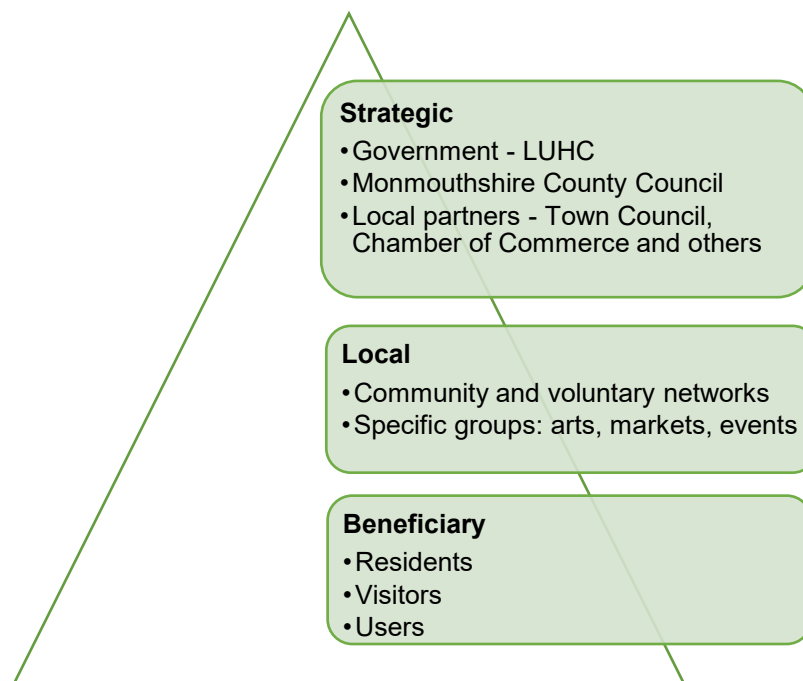 Strategic
•Government - LUHC
•Monmouthshire County Council
•Local partners - Town Council,
Chamber of Commerce and others
Local
•Community and voluntary networks
•Specific groups: arts, markets, events
Beneficiary
•Residents
•Visitors
•Users